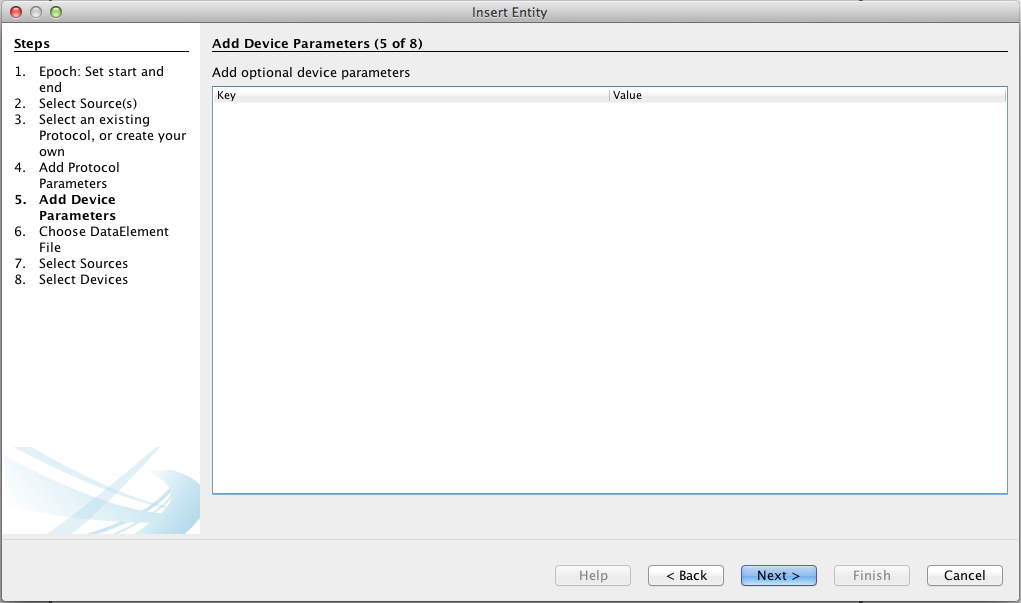 Insert Entity
Steps
1. Epoch: Set start and
end
2. Select Source(s)
3. Select an existing
Protocol, or create your
own
4. Add Protocol
Parameters
5. Add Device
Parameters
6. Choose DataElement
File
7. Select Sources
8. Select Devices
Add Device Parameters (5 of 8)
Add optional device parameters
Key Value
Help < Back Next > Finish Cancel